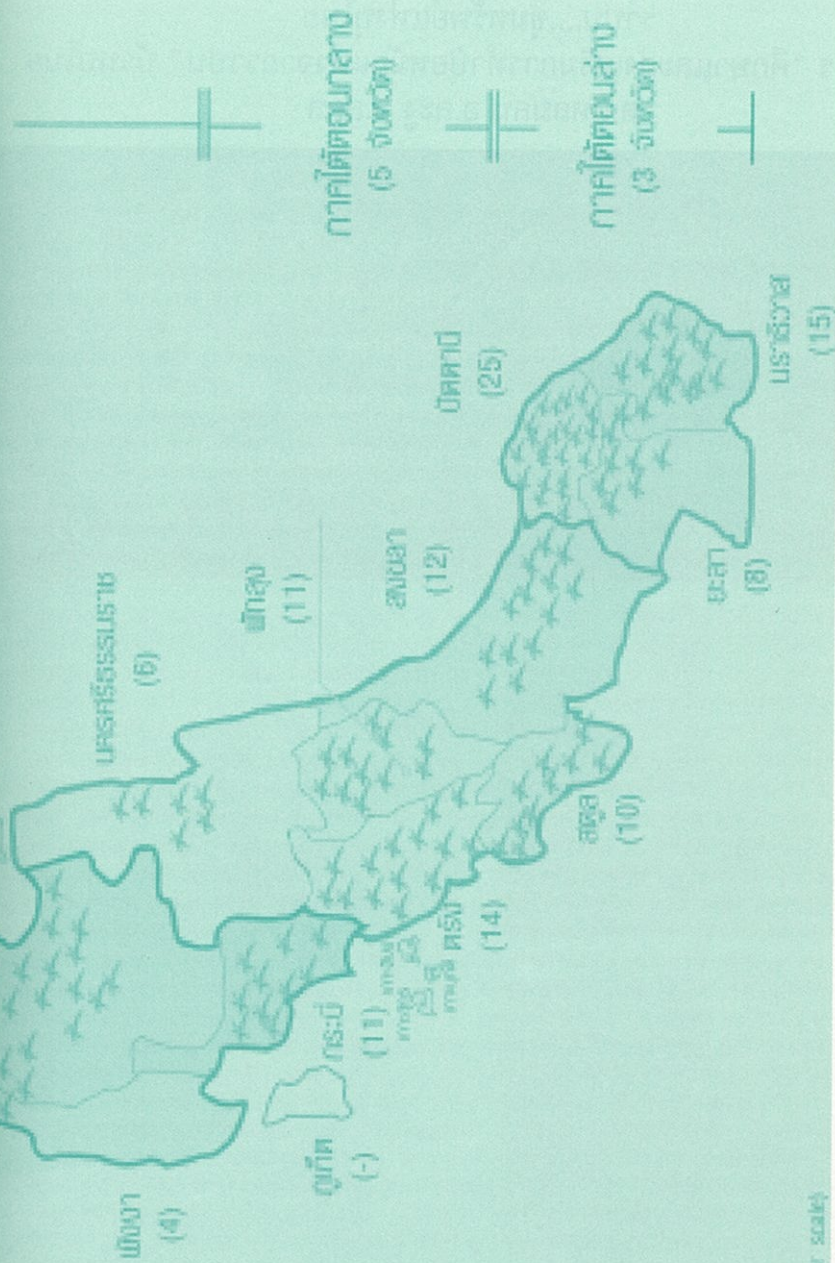 ภาคใต้ตอนกลาง
(5 จังหวัด)
ภาคใต้ตอนล่าง
(3 จังหวัด)
นครศรีธรรมราช
(6)
พัทลุง
(11)
สงขลา
(12)
ปัตตานี
(25)
นราธิวาส
(15)
ยะลา
(8)
สตูล
(10)
ตรัง
(14)
กระบี่
(11)
ภูเก็ต
(-)
พังงา
(4)
scale)